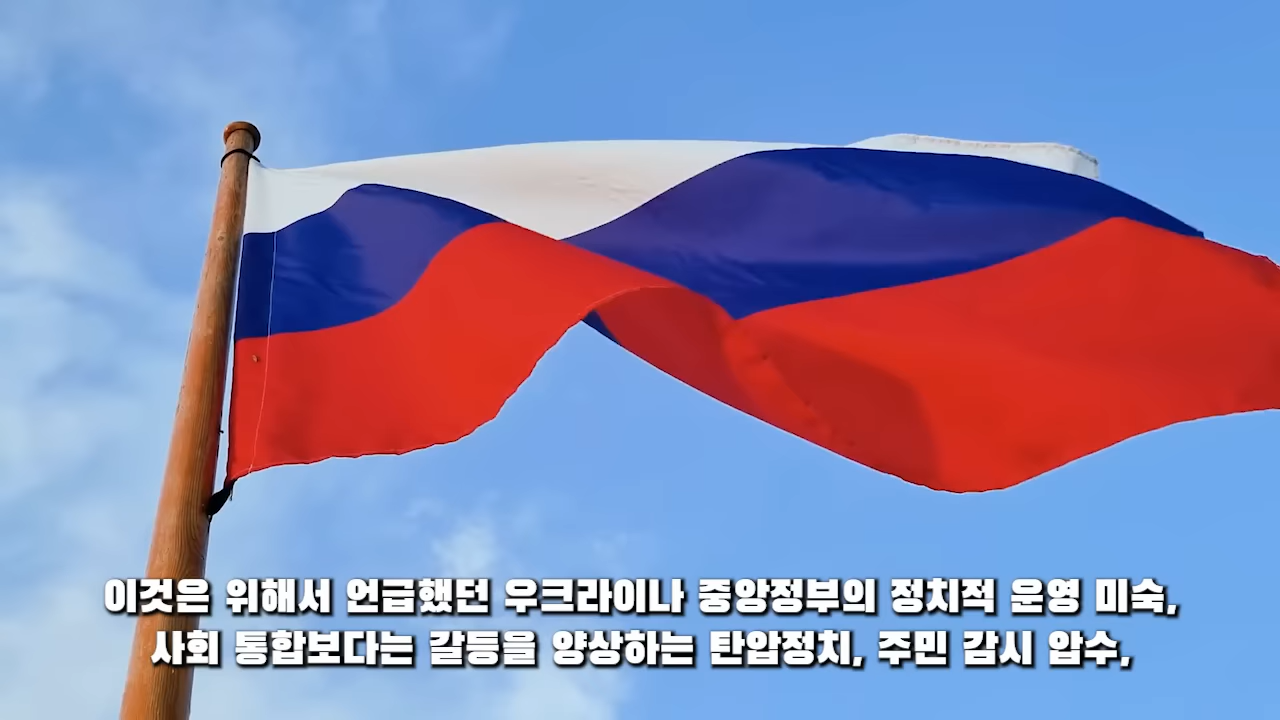 이것은 위해서 언급했던 우크라이나 중앙정부의 정치적 운영 미숙,
사회 통합보다는 갈등을 양상하는 탄압정치, 주민 감시 압수,